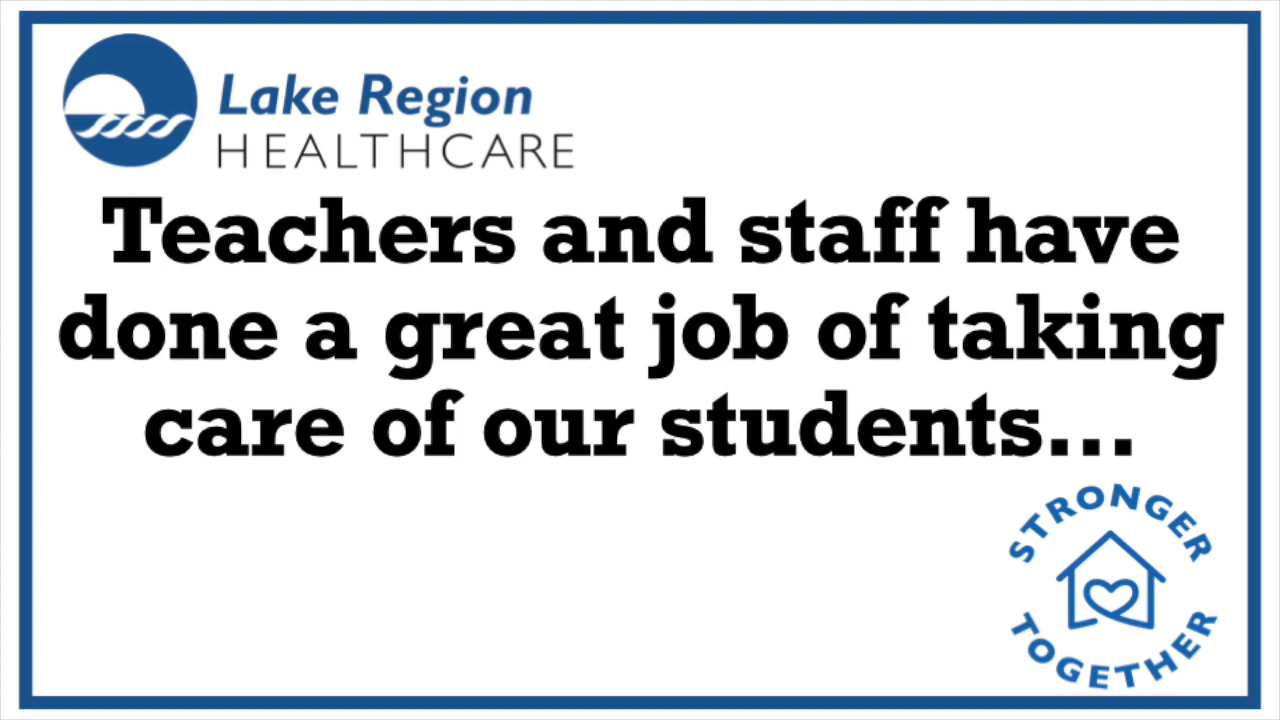 Lake Region
HEALTHCARE
Teachers and staff have
done a great job of taking
care of our students...
STRONGER
TOGETHER